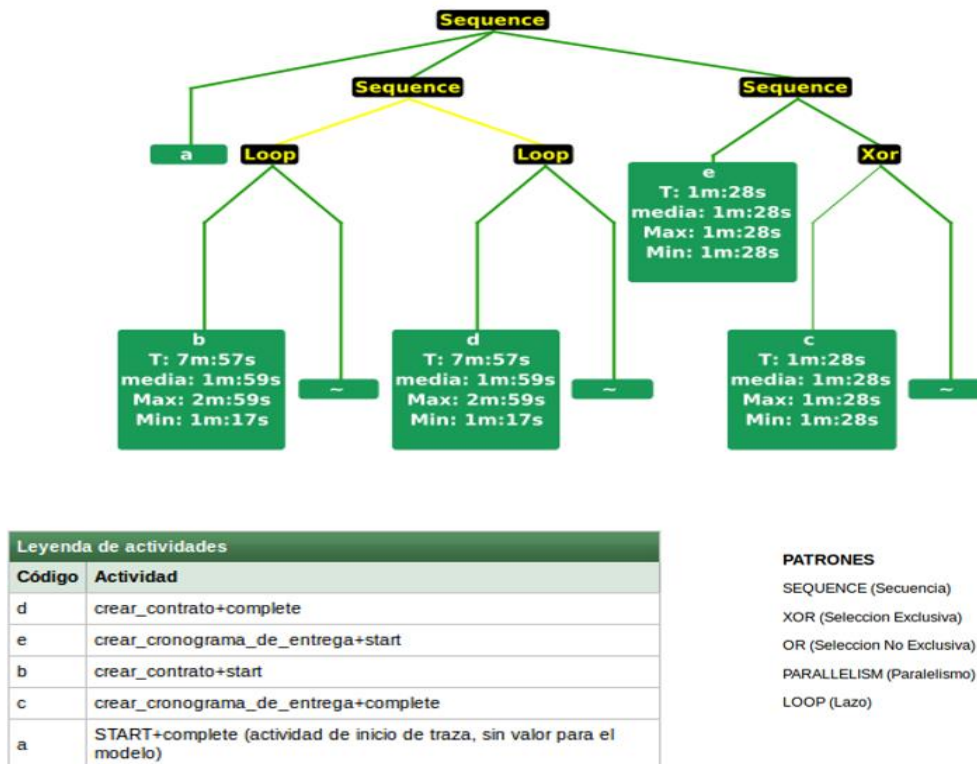 Sequence
Sequence
Sequence
a
Loop
Loop
Xor
e
T: 1m:28s
media: 1m:28s
Max: 1m:28s
Min: 1m:28s
b
T: 7m:57s
media: 1m:59s
Max: 2m:59s
Min: 1m:17s
~
d
T: 7m:57s
media: 1m:59s
Max: 2m:59s
Min: 1m:17s
~
c
T: 1m:28s
media: 1m:28s
Max: 1m:28s
Min: 1m:28s
~
Leyenda de actividades
Código Actividad
d crear_contrato+complete
e crear_cronograma_de_entrega+start
b crear_contrato+start
c crear_cronograma_de_entrega+complete
a START+complete (actividad de inicio de traza, sin valor para el
modelo)
PATRONES
SEQUENCE (Secuencia)
XOR (Seleccion Exclusiva)
OR (Seleccion No Exclusiva)
PARALLELISM (Paralelismo)
LOOP (Lazo)